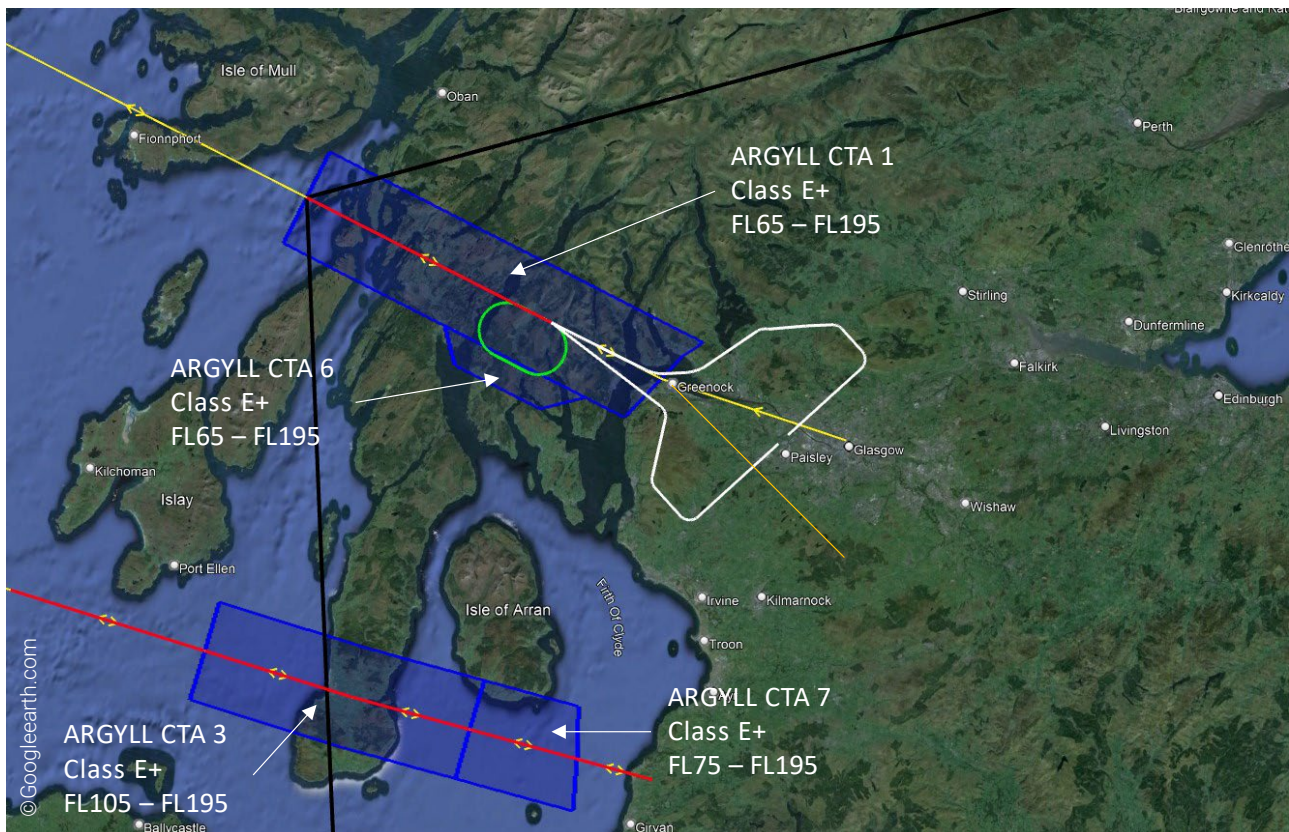 Blairgowrie and Rat
Isle of Mull
Oban
Fionnphort
Perth
ARGYLL CTA 1
Class E+
FL65 – FL195
Glenrothe
Stirling
Kirkcaldy
Dunfermline
Falkirk
ARGYLL CTA 6
Class E+
FL65 – FL195
Greenock
Edinburgh
Livingston
Glasgow
Paisley
Kilchoman
Islay
Wishaw
Port Ellen
Isle of Arran
Firth Of Clyde
Irvine
Kilmarnock
Troon
ARGYLL CTA 7
Class E+
FL75 – FL195
ARGYLL CTA 3
Class E+
FL105 – FL195
Ballycastle
Girvan
©Googleearth.com